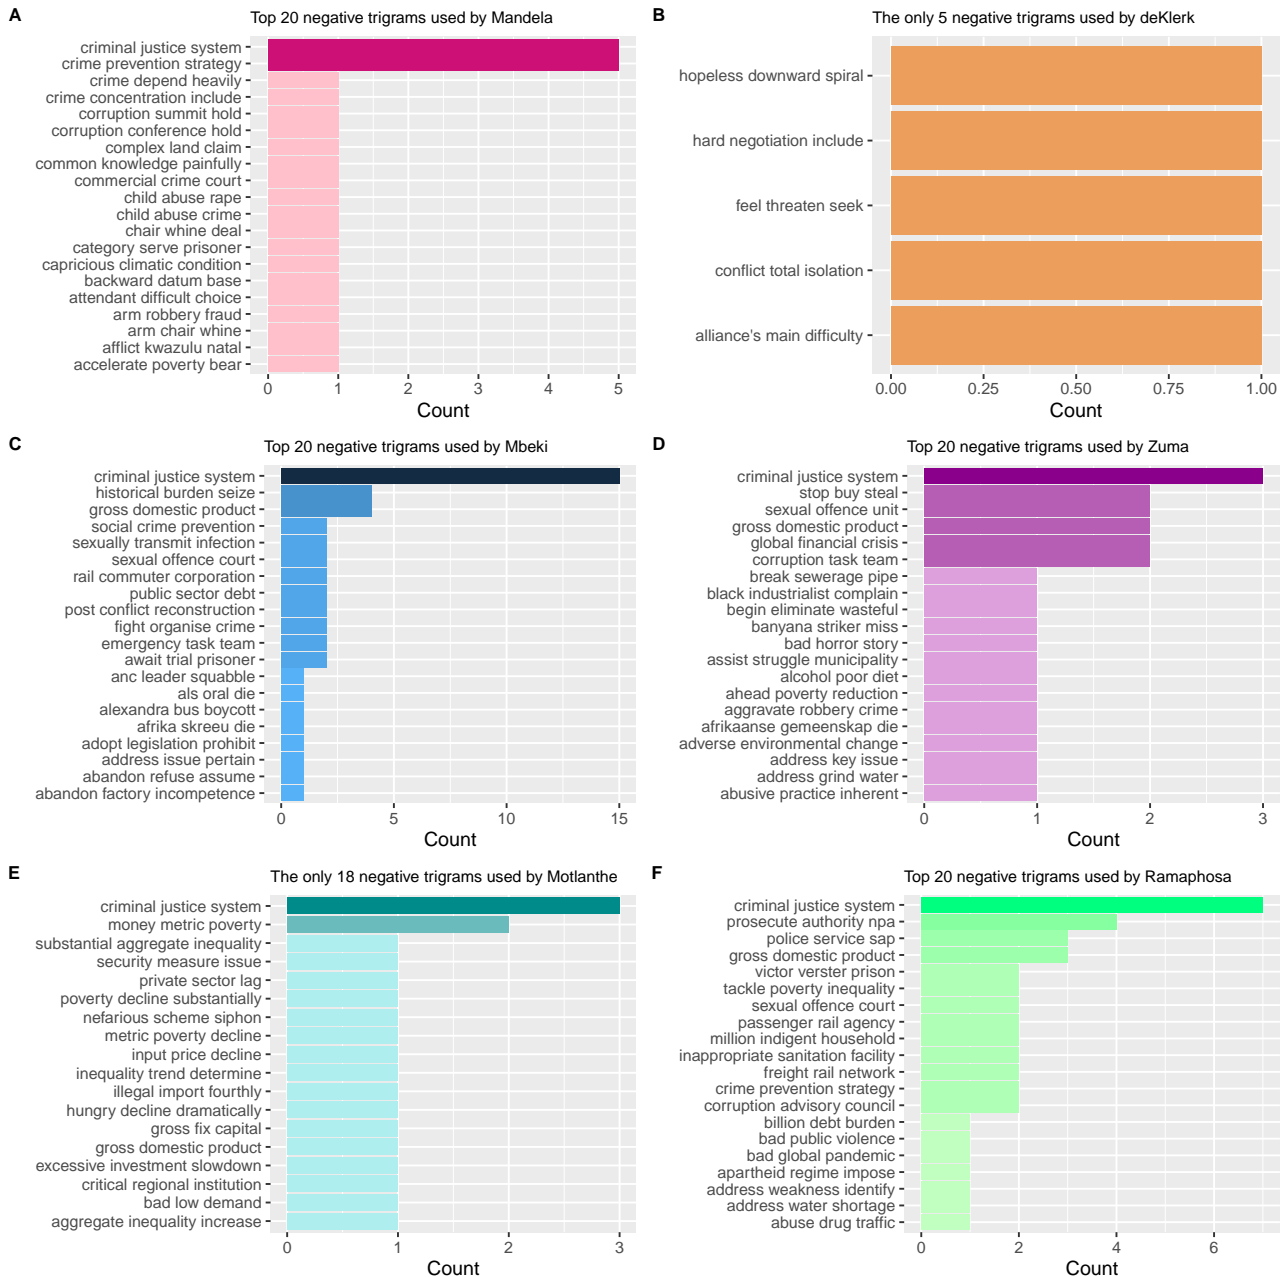 A
Top 20 negative trigrams used by Mandela
criminal justice system
crime prevention strategy
crime depend heavily
crime concentration include
corruption summit hold
corruption conference hold
complex land claim
common knowledge painfully
commercial crime court
child abuse rape
child abuse crime
chair whine deal
category serve prisoner
capricious climatic condition
backward datum base
attendant difficult choice
arm robbery fraud
arm chair whine
afflict kwazulu natal
accelerate poverty bear
0 1 2 3 4 5
Count
B
The only 5 negative trigrams used by deKlerk
hopeless downward spiral
hard negotiation include
feel threaten seek
conflict total isolation
alliance's main difficulty
0.00 0.25 0.50 0.75 1.00
Count
C
Top 20 negative trigrams used by Mbeki
criminal justice system
historical burden seize
gross domestic product
social crime prevention
sexually transmit infection
sexual offence court
rail commuter corporation
public sector debt
post conflict reconstruction
fight organise crime
emergency task team
await trial prisoner
anc leader squabble
als oral die
alexandra bus boycott
afrika skreeu die
adopt legislation prohibit
address issue pertain
abandon refuse assume
abandon factory incompetence
0 5 10 15
Count
D
Top 20 negative trigrams used by Zuma
criminal justice system
stop buy steal
sexual offence unit
gross domestic product
global financial crisis
corruption task team
break sewerage pipe
black industrialist complain
begin eliminate wasteful
banyana striker miss
bad horror story
assist struggle municipality
alcohol poor diet
ahead poverty reduction
aggravate robbery crime
afrikaanse gemeenskap die
adverse environmental change
address key issue
address grind water
abusive practice inherent
0 1 2 3
Count
E
The only 18 negative trigrams used by Motlanthe
criminal justice system
money metric poverty
substantial aggregate inequality
security measure issue
private sector lag
poverty decline substantially
nefarious scheme siphon
metric poverty decline
input price decline
inequality trend determine
illegal import fourthly
hungry decline dramatically
gross fix capital
gross domestic product
excessive investment slowdown
critical regional institution
bad low demand
aggregate inequality increase
0 1 2 3
Count
F
Top 20 negative trigrams used by Ramaphosa
criminal justice system
prosecute authority npa
police service sap
gross domestic product
victor verster prison
tackle poverty inequality
sexual offence court
passenger rail agency
million indigent household
inappropriate sanitation facility
freight rail network
crime prevention strategy
corruption advisory council
billion debt burden
bad public violence
bad global pandemic
apartheid regime impose
address weakness identify
address water shortage
abuse drug traffic
0 2 4 6
Count